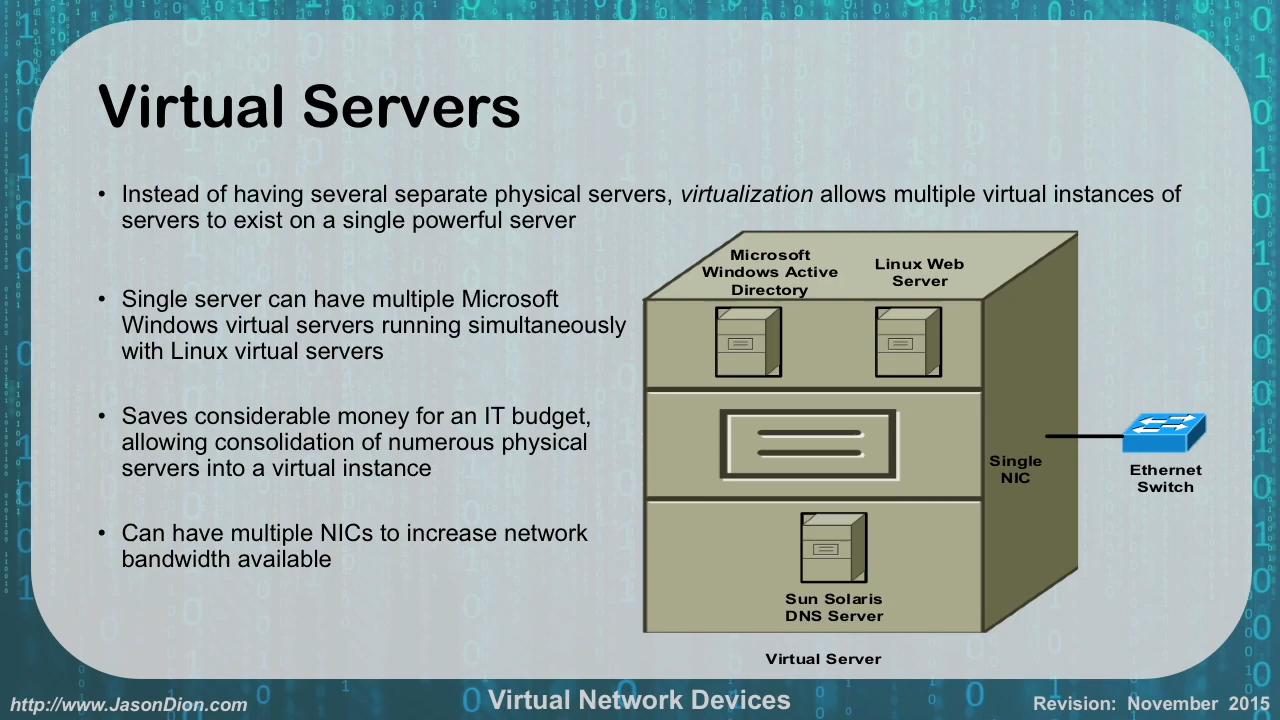 Virtual Servers
• Instead of having several separate physical servers, virtualization allows multiple virtual instances of
servers to exist on a single powerful server
• Single server can have multiple Microsoft
Windows virtual servers running simultaneously
with Linux virtual servers
• Saves considerable money for an IT budget,
allowing consolidation of numerous physical
servers into a virtual instance
• Can have multiple NICs to increase network
bandwidth available
Microsoft
Windows Active
Directory
Linux Web
Server
Single
NIC
Ethernet
Switch
Sun Solaris
DNS Server
Virtual Server
http://www.JasonDion.com
Virtual Network Devices
Revision: November 2015